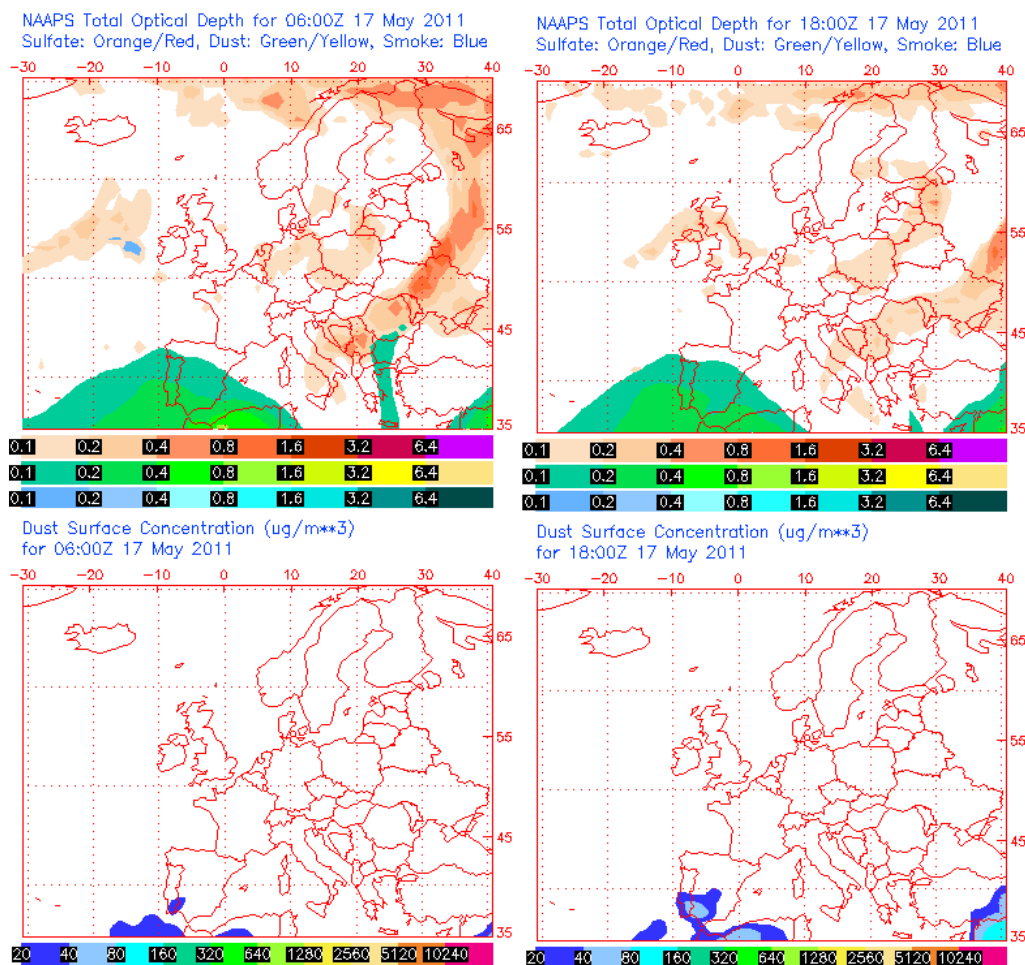 NAAPS Total Optical Depth for 06:00Z 17 May 2011
Sulfate: Orange/Red, Dust: Green/Yellow, Smoke: Blue
-30 -20 -10 0 10 20 30 40
65
55
45
35
0.1 0.2 0.4 0.8 1.6 3.2 6.4
0.1 0.2 0.4 0.8 1.6 3.2 6.4
0.1 0.2 0.4 0.8 1.6 3.2 6.4
NAAPS Total Optical Depth for 18:00Z 17 May 2011
Sulfate: Orange/Red, Dust: Green/Yellow, Smoke: Blue
-30 -20 -10 0 10 20 30 40
65
55
45
35
0.1 0.2 0.4 0.8 1.6 3.2 6.4
0.1 0.2 0.4 0.8 1.6 3.2 6.4
0.1 0.2 0.4 0.8 1.6 3.2 6.4
Dust Surface Concentration (ug/m**3)
for 06:00Z 17 May 2011
-30 -20 -10 0 10 20 30 40
65
55
45
35
20 40 80 160 320 640 1280 2560 5120 10240
Dust Surface Concentration (ug/m**3)
for 18:00Z 17 May 2011
-30 -20 -10 0 10 20 30 40
65
55
45
35
20 40 80 160 320 640 1280 2560 5120 10240